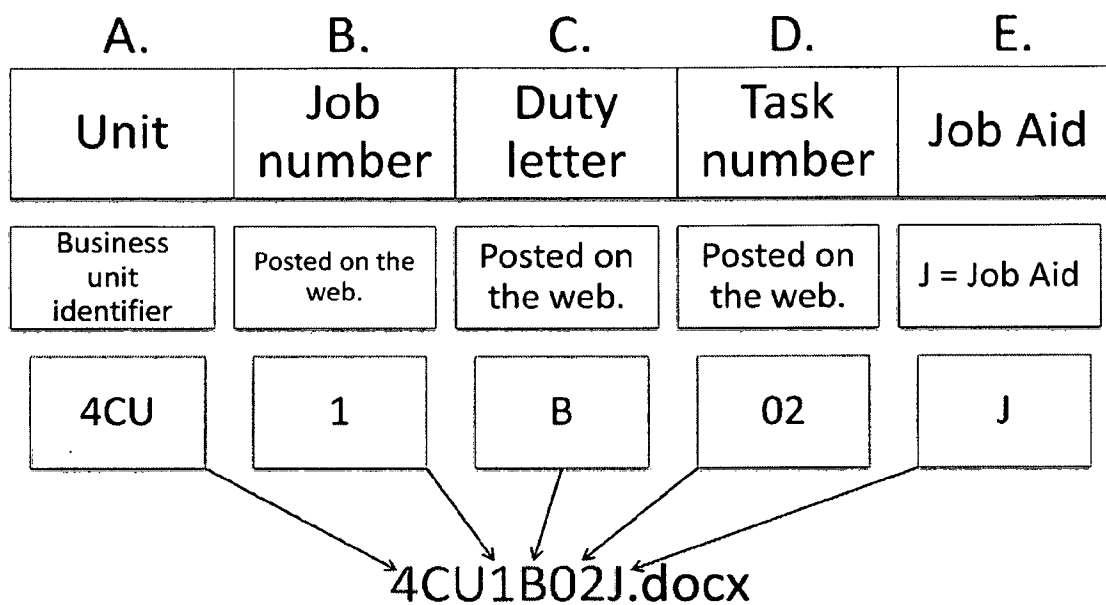 A. B. C. D. E.
Unit Job number Duty letter Task number Job Aid
Business unit identifier Posted on the web. Posted on the web. Posted on the web. J = Job Aid
4CU 1 B 02 J
4CU1B02J.docx